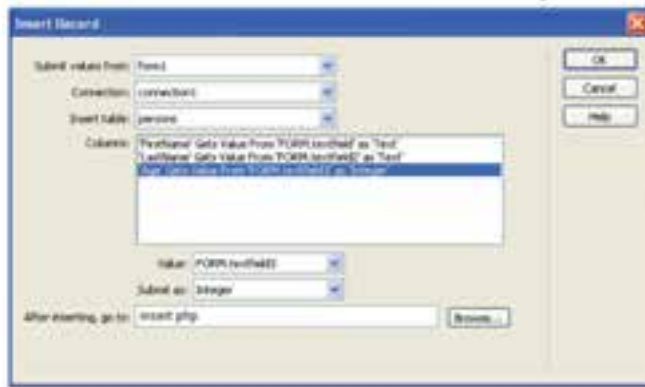 Insert Record
Submit values from: Form1
OK
Connection: connection1
Cancel
Insert table: persons
Help
Columns: 'FirstName' Gets Value From 'FORM.textfield' as 'Text'
'LastName' Gets Value From 'FORM.textfield2' as 'Text'
'Age' Gets Value From 'FORM.textfield3' as 'Integer'
Value: FORM.textfield3
Submit as: Integer
After inserting, go to: insert.php
Browse...